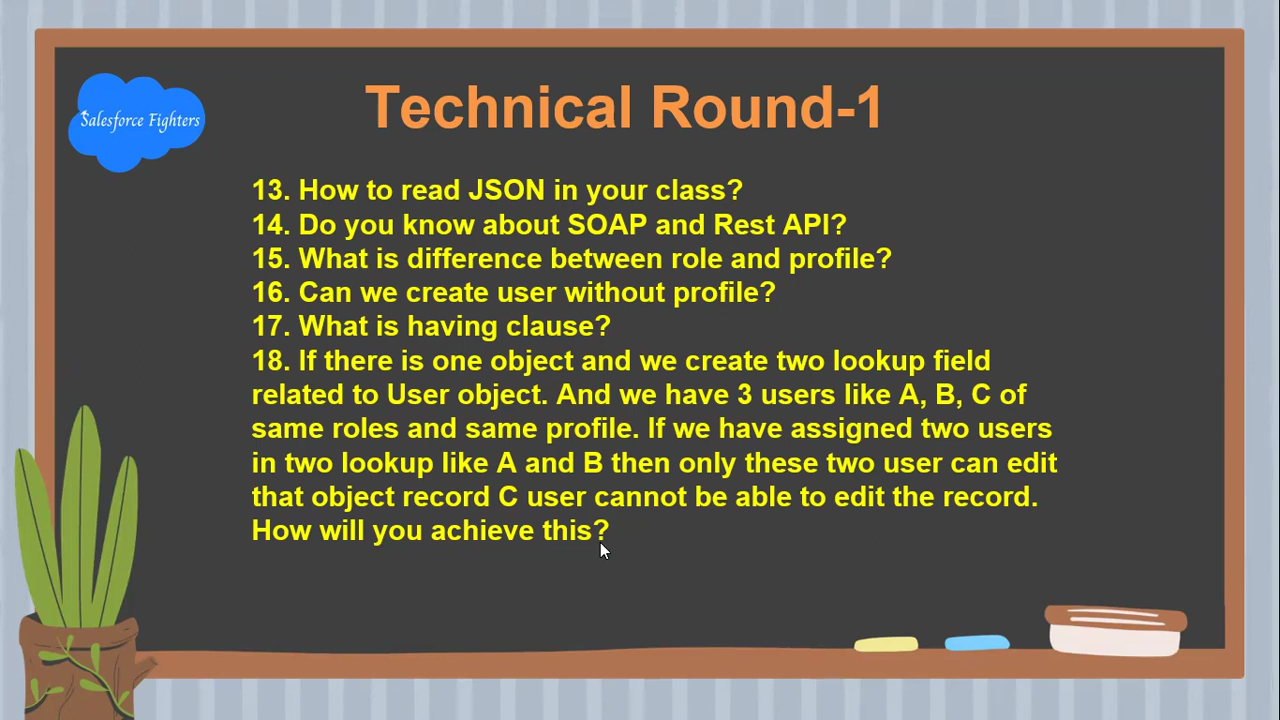 Salesforce Fighters
Technical Round-1
13. How to read JSON in your class?
14. Do you know about SOAP and Rest API?
15. What is difference between role and profile?
16. Can we create user without profile?
17. What is having clause?
18. If there is one object and we create two lookup field
related to User object. And we have 3 users like A, B, C of
same roles and same profile. If we have assigned two users
in two lookup like A and B then only these two user can edit
that object record C user cannot be able to edit the record.
How will you achieve this?